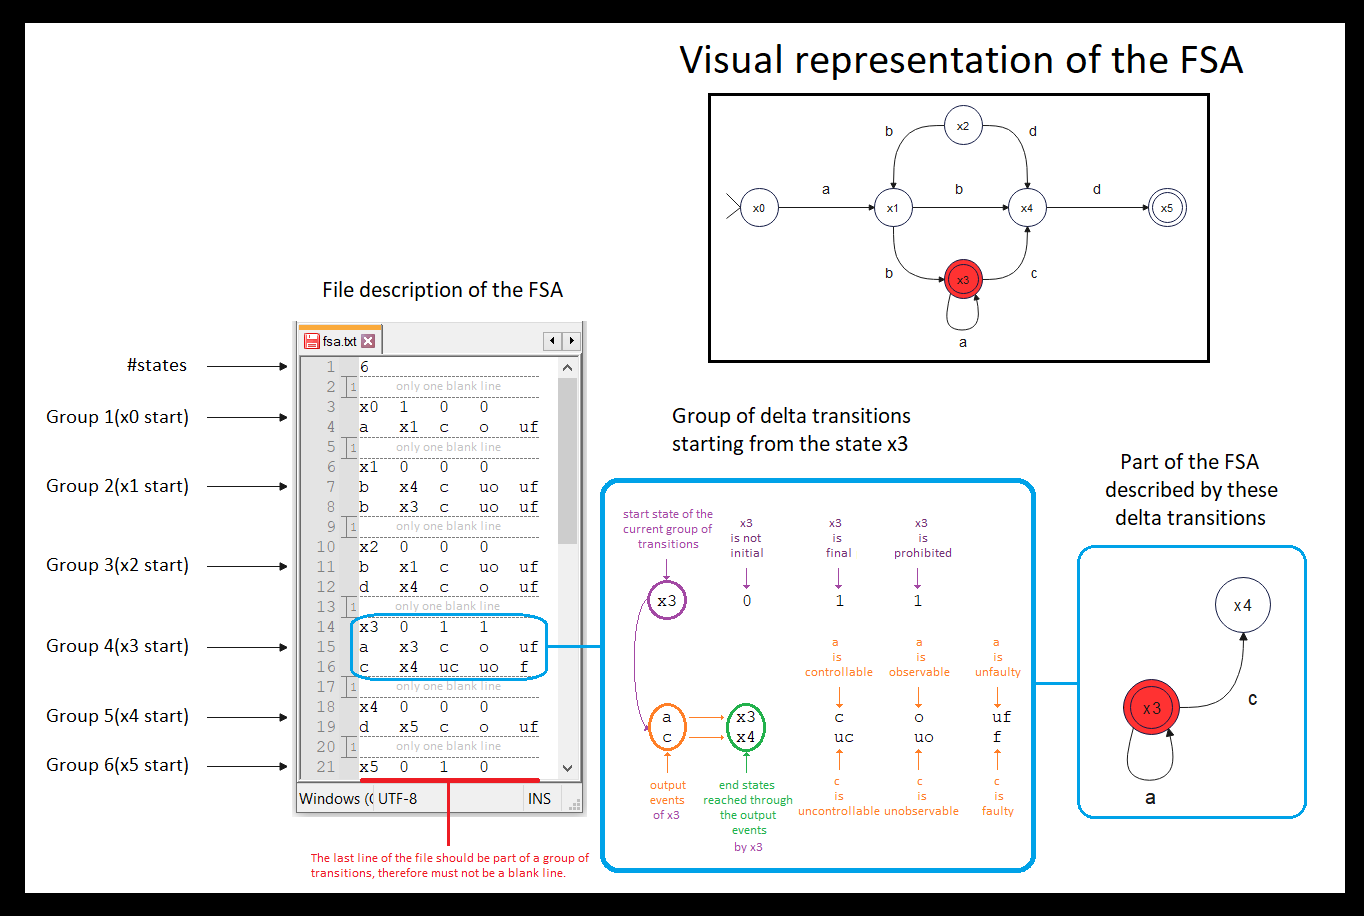 Visual representation of the FSA
x2
b
d
x0
a
x1
b
x4
d
x5
b
x3
c
a
File description of the FSA
fsa.txt
#states
Group 1(x0 start)
Group 2(x1 start)
Group 3(x2 start)
Group 4(x3 start)
Group 5(x4 start)
Group 6(x5 start)
1 6
2 1 only one blank line
3 x0 1 0 0
4 a x1 c o uf
5 1 only one blank line
6 x1 0 0 0
7 b x4 c uo uf
8 b x3 c uo uf
9 1 only one blank line
10 x2 0 0 0
11 b x1 c uo uf
12 d x4 c o uf
13 1 only one blank line
14 x3 0 1 1
15 a x3 c o uf
16 c x4 uc uo f
17 1 only one blank line
18 x4 0 0 0
19 d x5 c o uf
20 1 only one blank line
21 x5 0 1 0
Windows (C UTF-8 INS
The last line of the file should be part of a group of
transitions, therefore must not be a blank line.
Group of delta transitions
starting from the state x3
start state of the
current group of
transitions
x3
is not
initial
x3
is
final
x3
is
prohibited
x3 0 1 1
a
is
controllable
a
is
observable
a
is
unfaulty
a x3 c o uf
c x4 uc uo f
output
events
of x3
end states
reached through
the output
events
by x3
c
is
uncontrollable
c
is
unobservable
c
is
faulty
Part of the FSA
described by these
delta transitions
x4
x3
c
a